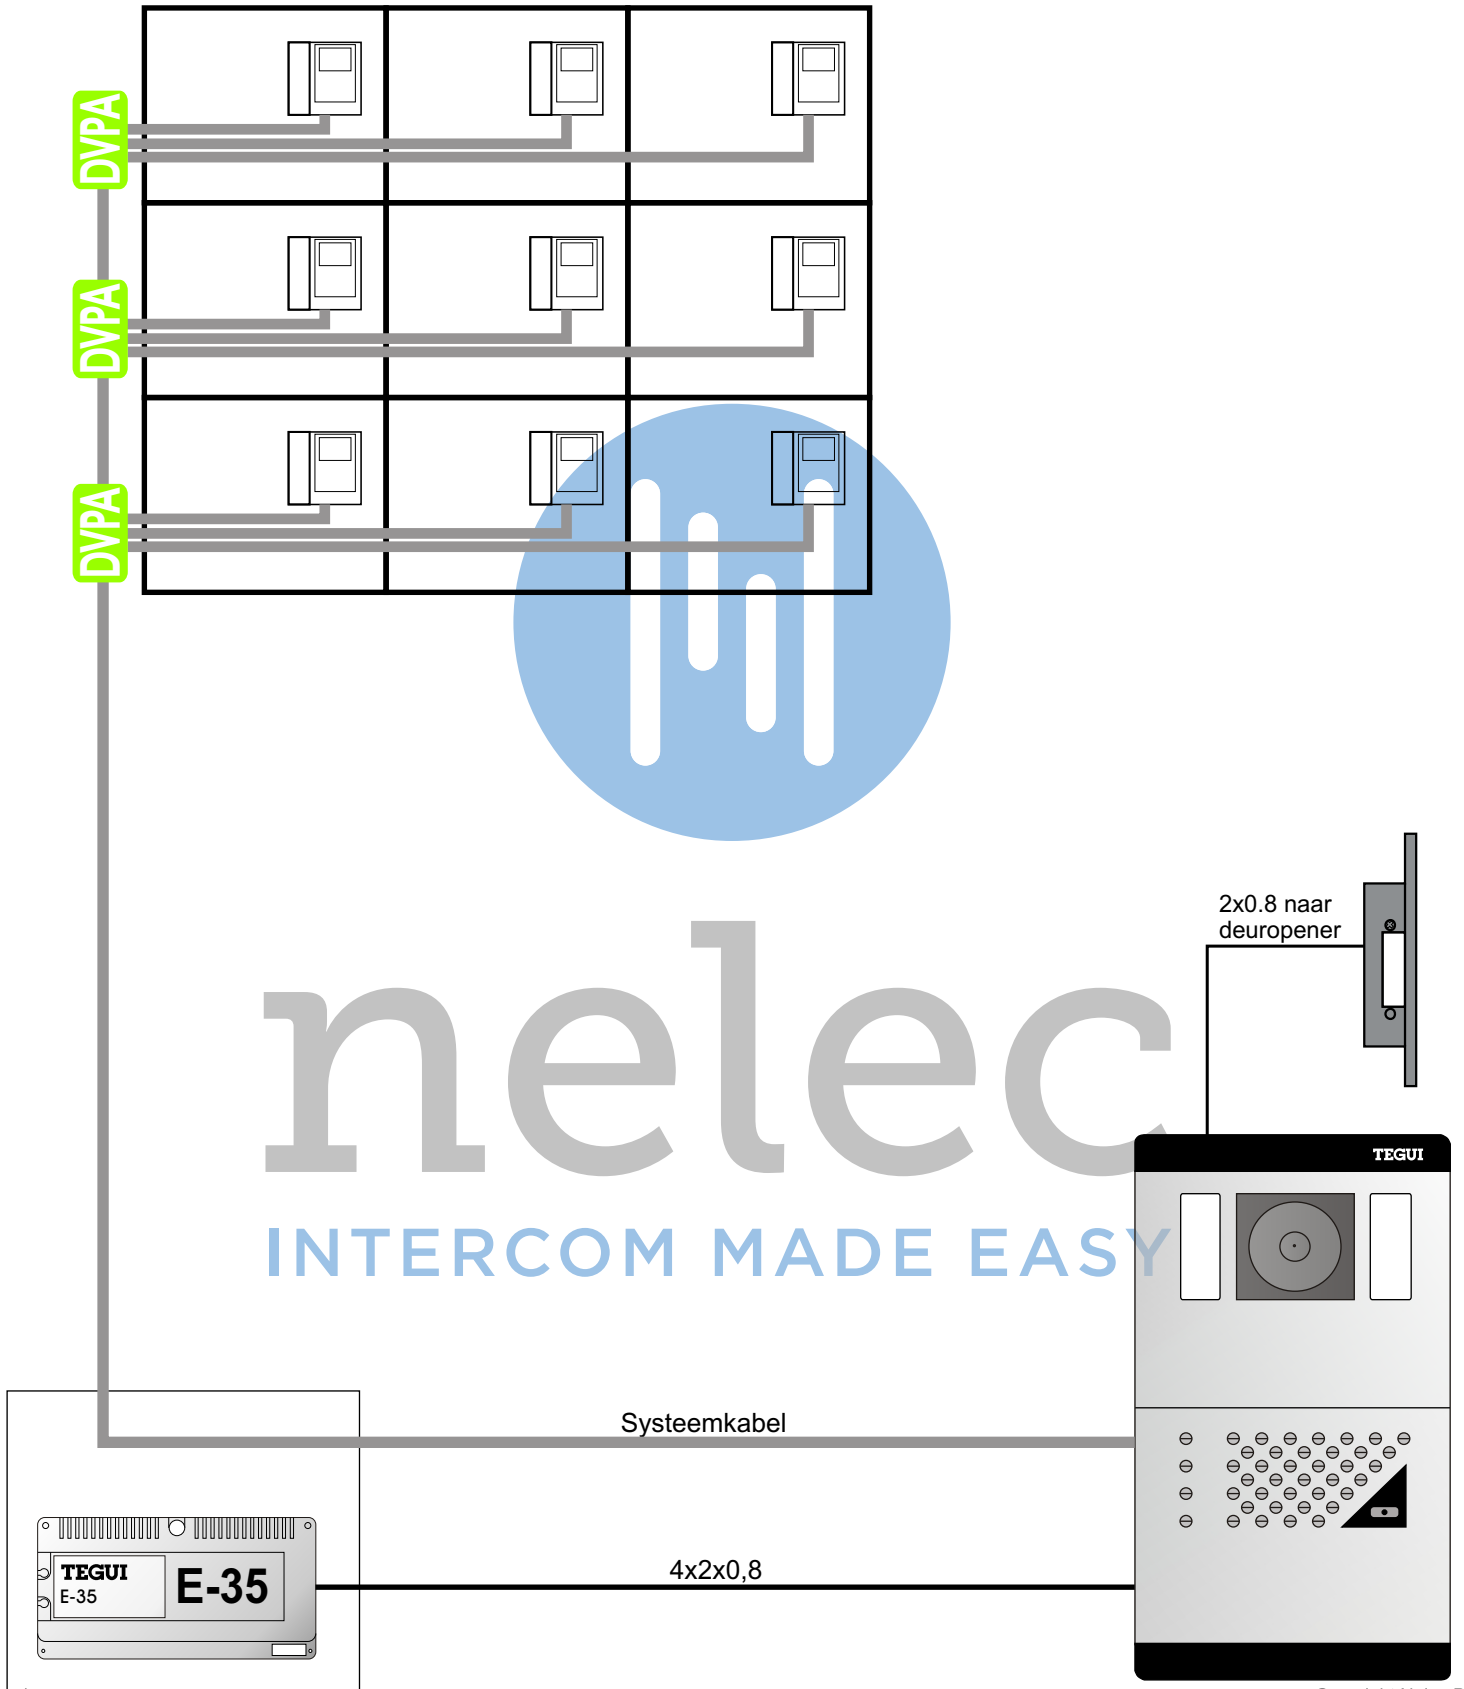 DVPA
DVPA
DVPA
2x0.8 naar
deuropener
nelec
INTERCOM MADE EASY
TEGUI
Systeemkabel
4x2x0,8
TEGUI
E-35
E-35